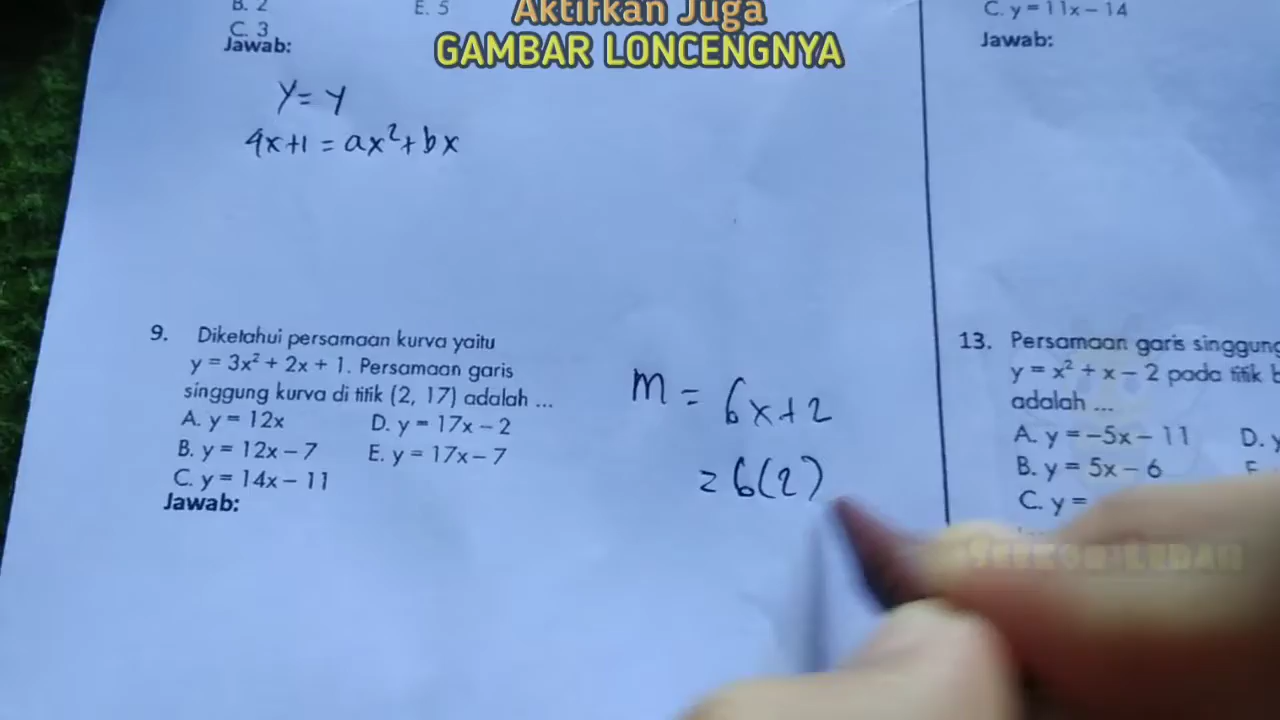 B. 2
E. 5
C. 3
Jawab:
Aktifkan Juga
GAMBAR LONCENGNYA
C. y = 11x – 14
Jawab:
y = y
4x+1 = ax²+bx
9. Diketahui persamaan kurva yaitu
y = 3x² + 2x + 1. Persamaan garis
singgung kurva di titik (2, 17) adalah ...
A. y = 12x
D. y = 17x – 2
B. y = 12x – 7
E. y = 17x – 7
C. y = 14x – 11
Jawab:
m = 6x+2
= 6(2)
13. Persamaan garis singgung
y = x² + x – 2 pada titik b
adalah ...
A. y = –5x – 11
D. y
B. y = 5x – 6
C. y =